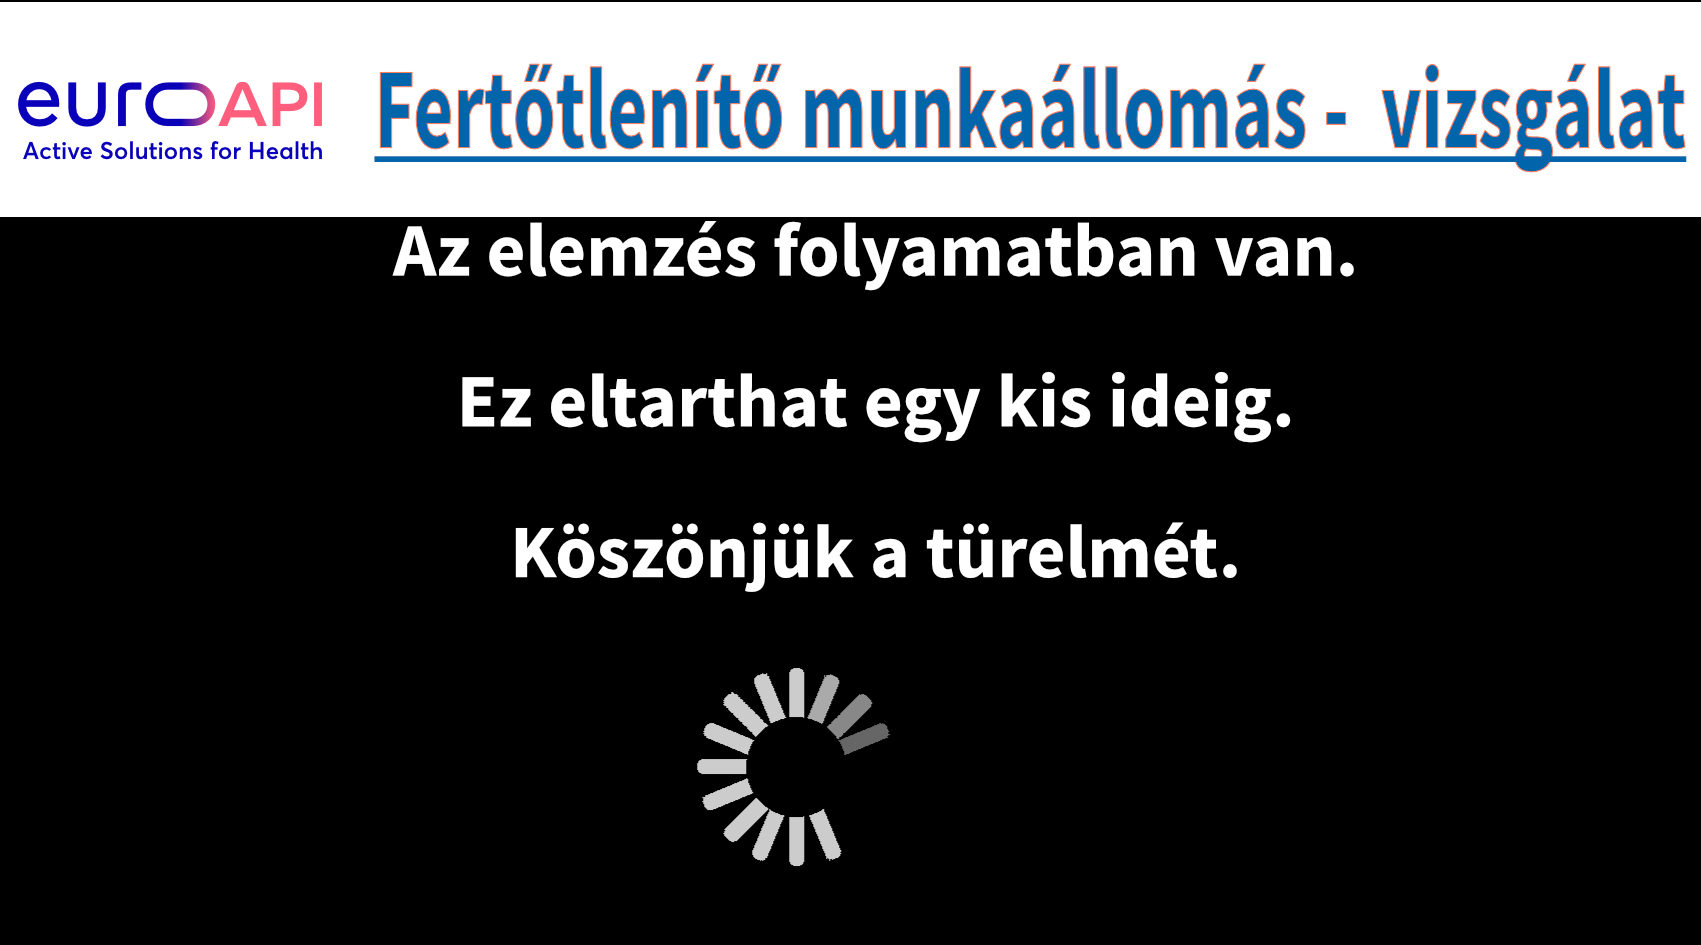 euroAPI
Active Solutions for Health
Fertőtlenítő munkaállomás -  vizsgálat
Az elemzés folyamatban van.
Ez eltarthat egy kis ideig.
Köszönjük a türelmét.